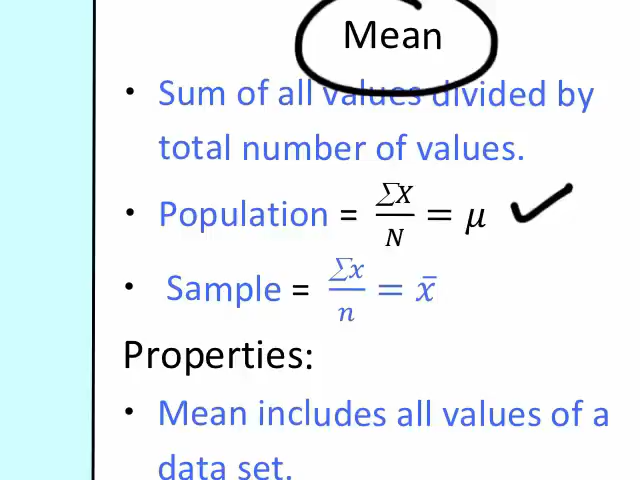 Mean
• Sum of all values divided by
total number of values.
• Population = ∑X/N = μ
• Sample = ∑x/n = x̄
Properties:
• Mean includes all values of a
data set.